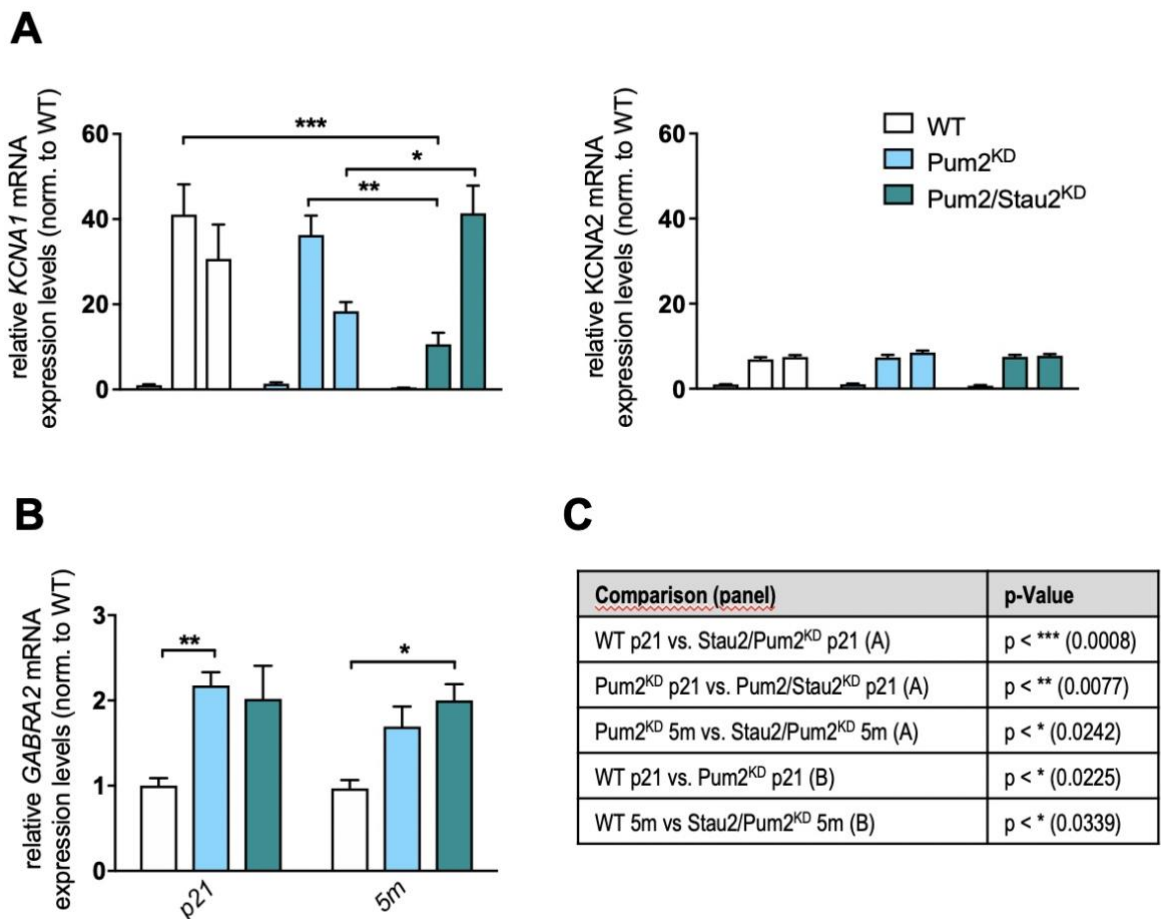 A
relative KCNA1 mRNA
expression levels (norm. to WT)
60
40
20
0
***
*
**
relative KCNA2 mRNA
expression levels (norm. to WT)
60
40
20
0
WT
Pum2KD
Pum2/Stau2KD
B
relative GABRA2 mRNA
expression levels (norm. to WT)
3
2
1
0
**
*
p21
5m
C
Comparison (panel) p-Value
WT p21 vs. Stau2/Pum2KD p21 (A) p < *** (0.0008)
Pum2KD p21 vs. Pum2/Stau2KD p21 (A) p < ** (0.0077)
Pum2KD 5m vs. Stau2/Pum2KD 5m (A) p < * (0.0242)
WT p21 vs. Pum2KD p21 (B) p < * (0.0225)
WT 5m vs Stau2/Pum2KD 5m (B) p < * (0.0339)